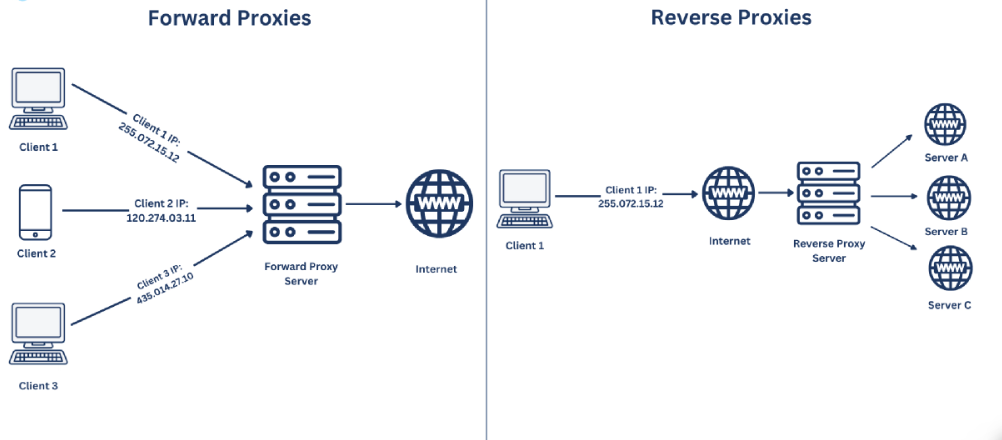 Forward Proxies
Client 1
Client 1 IP:
255.072.15.12
Client 2
Client 2 IP:
120.274.03.11
Client 3
Client 3 IP:
435.014.27.10
Forward Proxy
Server
WWW
Internet
Reverse Proxies
Client 1
Client 1 IP:
255.072.15.12
WWW
Internet
Reverse Proxy
Server
WWW
Server A
WWW
Server B
WWW
Server C